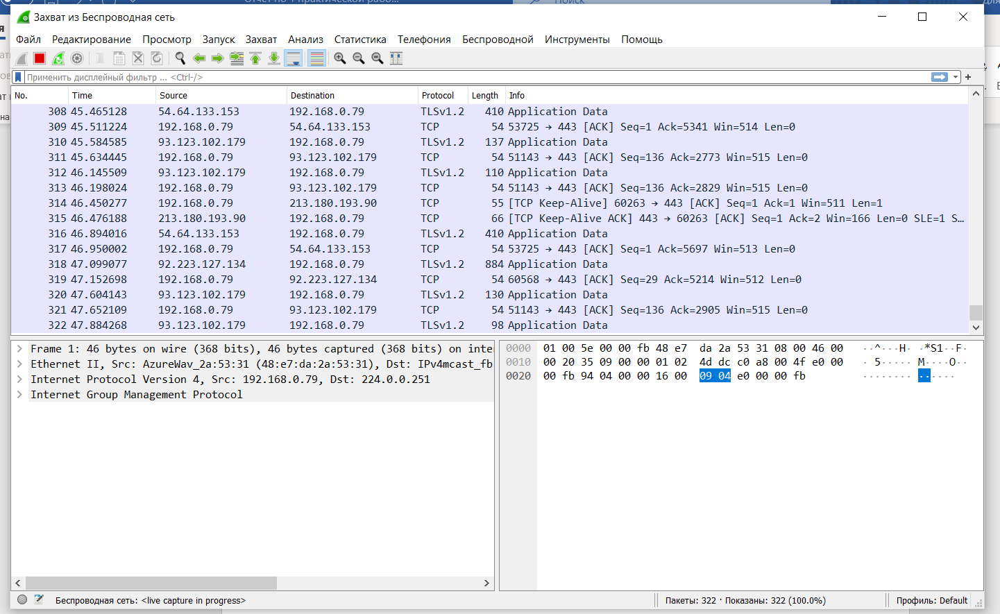 Захват из Беспроводная сеть
Файл Редактирование Просмотр Запуск Захват Анализ Статистика Телефония Беспроводной Инструменты Помощь
Применить дисплейный фильтр ... <Ctrl-/>
No. Time Source Destination Protocol Length Info
308 45.465128 54.64.133.153 192.168.0.79 TLSv1.2 410 Application Data
309 45.511224 192.168.0.79 54.64.133.153 TCP 54 53725 → 443 [ACK] Seq=1 Ack=5341 Win=514 Len=0
310 45.584585 93.123.102.179 192.168.0.79 TLSv1.2 137 Application Data
311 45.634445 192.168.0.79 93.123.102.179 TCP 54 51143 → 443 [ACK] Seq=136 Ack=2773 Win=515 Len=0
312 46.145509 93.123.102.179 192.168.0.79 TLSv1.2 110 Application Data
313 46.198024 192.168.0.79 93.123.102.179 TCP 54 51143 → 443 [ACK] Seq=136 Ack=2829 Win=515 Len=0
314 46.450277 192.168.0.79 213.180.193.90 TCP 55 [TCP Keep-Alive] 60263 → 443 [ACK] Seq=1 Ack=1 Win=511 Len=1
315 46.476188 213.180.193.90 192.168.0.79 TCP 66 [TCP Keep-Alive ACK] 443 → 60263 [ACK] Seq=1 Ack=2 Win=166 Len=0 SLE=1 S…
316 46.894016 54.64.133.153 192.168.0.79 TLSv1.2 410 Application Data
317 46.950002 192.168.0.79 54.64.133.153 TCP 54 53725 → 443 [ACK] Seq=1 Ack=5697 Win=513 Len=0
318 47.099077 92.223.127.134 192.168.0.79 TLSv1.2 884 Application Data
319 47.152698 192.168.0.79 92.223.127.134 TCP 54 60568 → 443 [ACK] Seq=29 Ack=5214 Win=512 Len=0
320 47.604143 93.123.102.179 192.168.0.79 TLSv1.2 130 Application Data
321 47.652109 192.168.0.79 93.123.102.179 TCP 54 51143 → 443 [ACK] Seq=136 Ack=2905 Win=515 Len=0
322 47.884268 93.123.102.179 192.168.0.79 TLSv1.2 98 Application Data
Frame 1: 46 bytes on wire (368 bits), 46 bytes captured (368 bits) on inte
Ethernet II, Src: AzureWav_2a:53:31 (48:e7:da:2a:53:31), Dst: IPv4mcast_fb
Internet Protocol Version 4, Src: 192.168.0.79, Dst: 224.0.0.251
Internet Group Management Protocol
0000 01 00 5e 00 00 fb 48 e7 da 2a 53 31 08 00 46 00 ··^···H· ·*S1··F·
0010 00 20 35 09 00 00 01 02 4d dc c0 a8 00 4f e0 00 · 5····· M····O··
0020 00 fb 94 04 00 00 16 00 09 04 e0 00 00 fb ········ ······
Беспроводная сеть: <live capture in progress>
Пакеты: 322 · Показаны: 322 (100.0%)
Профиль: Default